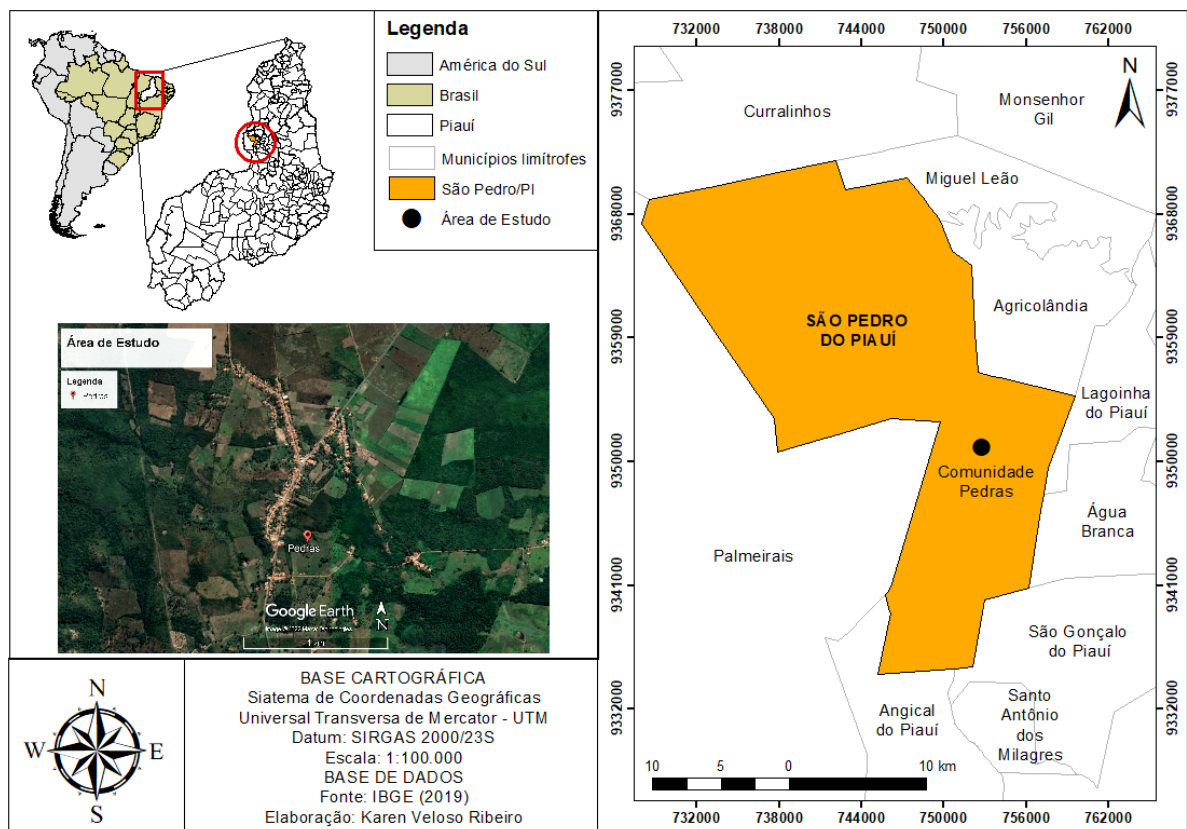 Legenda
América do Sul
Brasil
Piauí
Municípios limítrofes
São Pedro/PI
Área de Estudo
Área de Estudo
Legenda
Pedras
Pedras
Google Earth
N
1 km
N
W E
S
BASE CARTOGRÁFICA
Siatema de Coordenadas Geográficas
Universal Transversa de Mercator - UTM
Datum: SIRGAS 2000/23S
Escala: 1:100.000
BASE DE DADOS
Fonte: IBGE (2019)
Elaboração: Karen Veloso Ribeiro
732000 738000 744000 750000 756000 762000
9377000 9377000
9368000 9368000
9359000 9359000
9350000 9350000
9341000 9341000
9332000 9332000
N
Curralinhos
Monsenhor
Gil
Miguel Leão
Agricolândia
SÃO PEDRO
DO PIAUÍ
Lagoinha
do Piauí
Comunidade
Pedras
Água
Branca
Palmeirais
São Gonçalo
do Piauí
Angical
do Piauí
Santo
Antônio
dos
Milagres
10 5 0 10 km
732000 738000 744000 750000 756000 762000